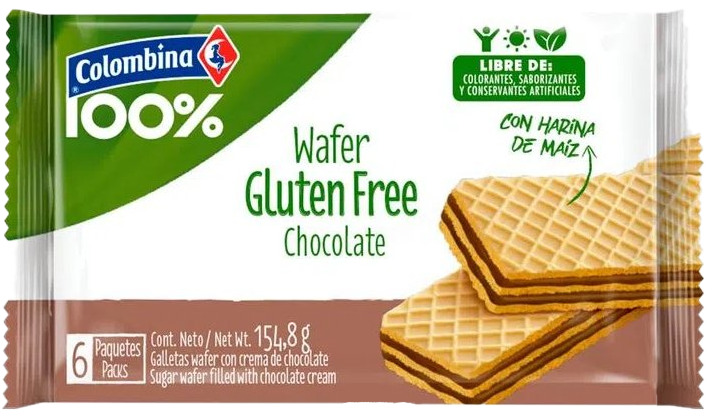 Colombina
®
100%
LIBRE DE:
COLORANTES, SABORIZANTES
Y CONSERVANTES ARTIFICIALES
CON HARINA
DE MAÍZ
Wafer
Gluten Free
Chocolate
6 Paquetes
Packs
Cont. Neto / Net Wt. 154,8 g
Galletas wafer con crema de chocolate
Sugar wafer filled with chocolate cream